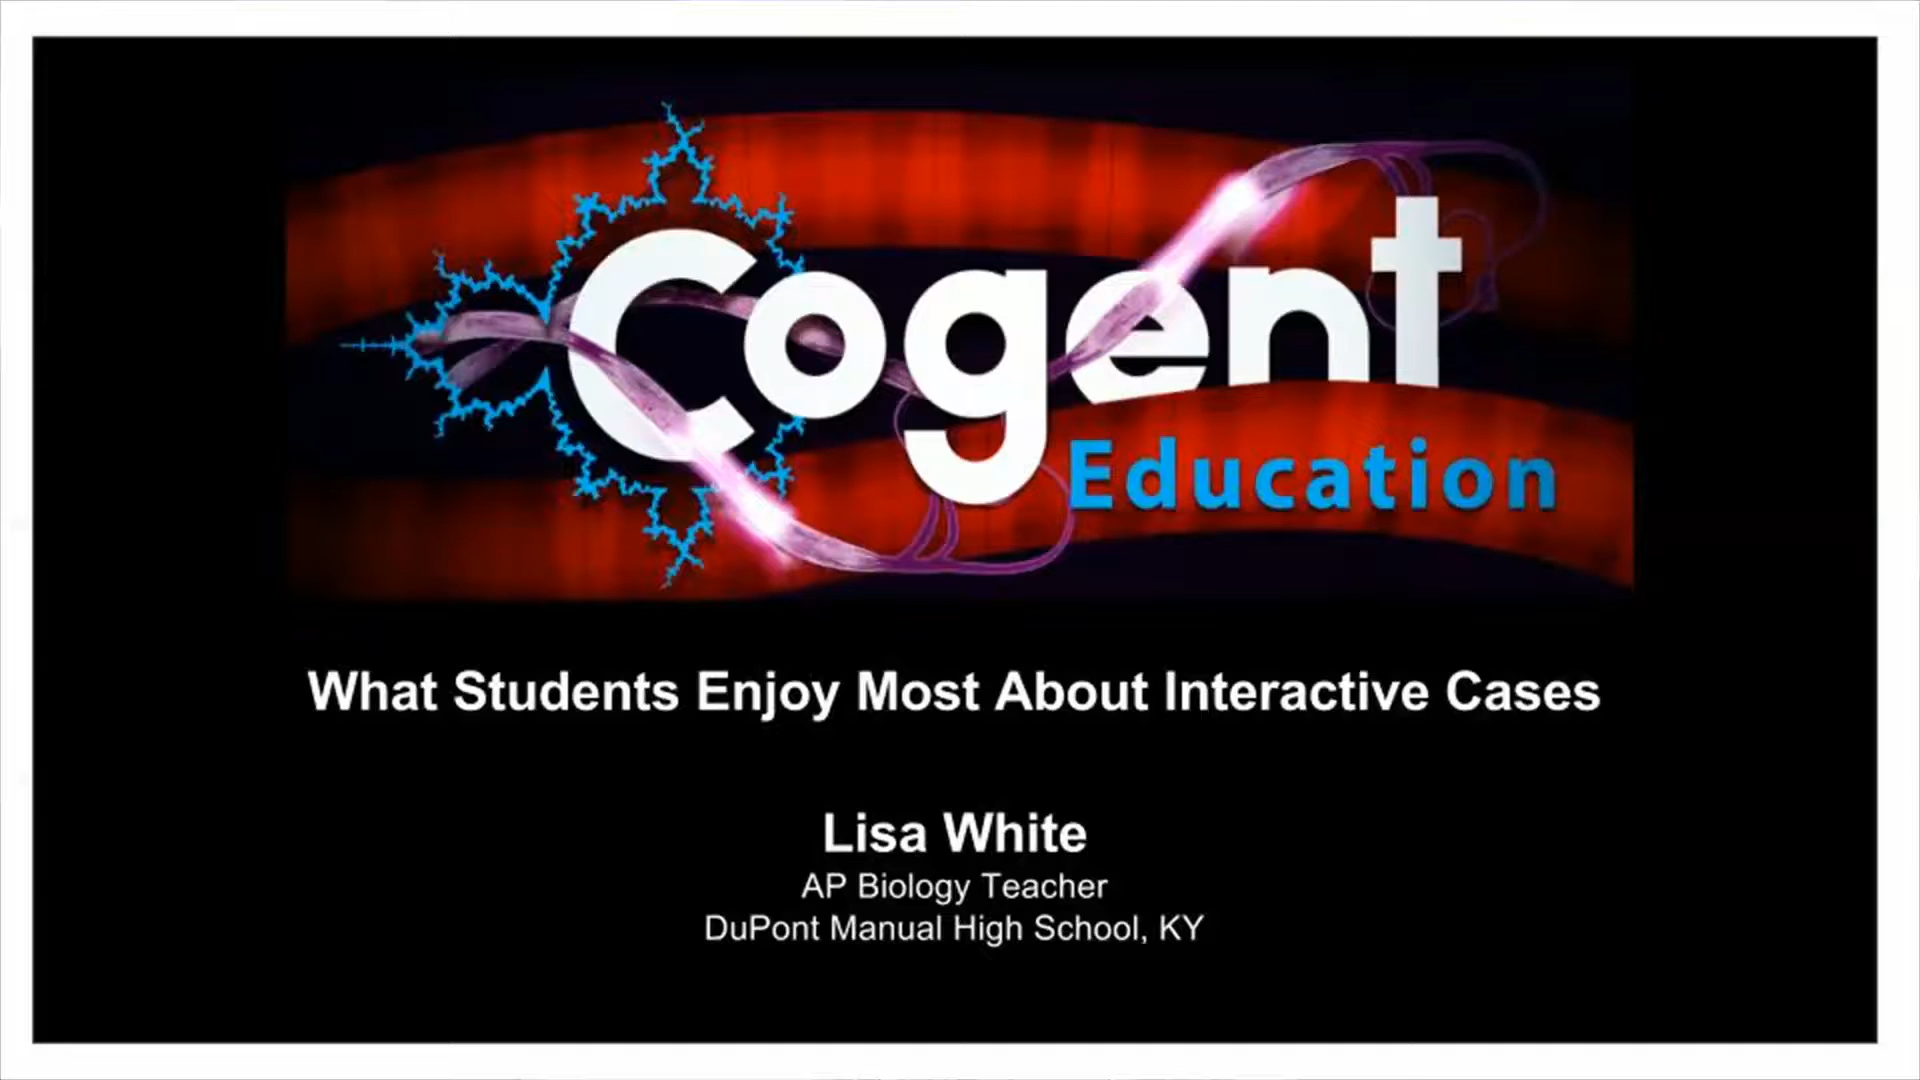 Cogent
Education
What Students Enjoy Most About Interactive Cases
Lisa White
AP Biology Teacher
DuPont Manual High School, KY